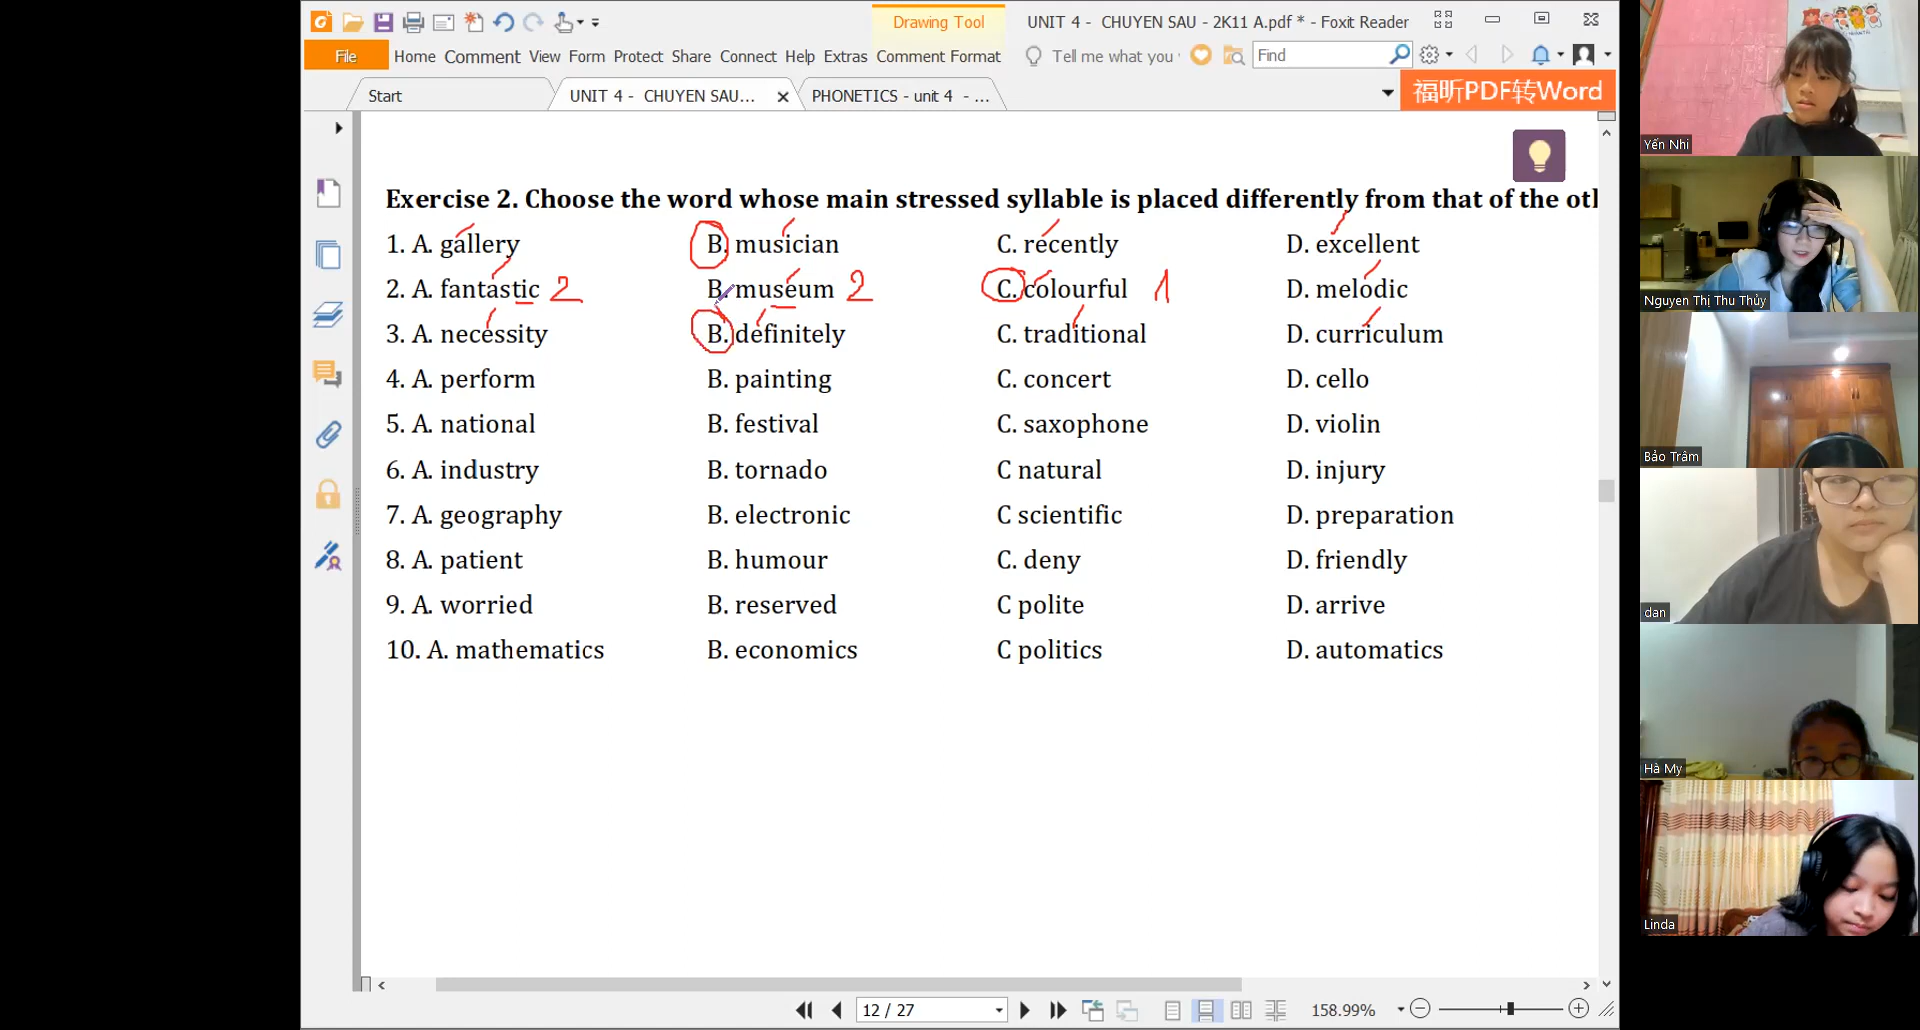 Drawing Tool
UNIT 4 - CHUYEN SAU - 2K11 A.pdf * - Foxit Reader
File Home Comment View Form Protect Share Connect Help Extras Comment Format Tell me what you Find
Start UNIT 4 - CHUYEN SAU... PHONETICS - unit 4 - ...
福昕PDF转Word
Exercise 2. Choose the word whose main stressed syllable is placed differently from that of the otl
1. A. gallery B. musician C. recently D. excellent
2. A. fantastic 2 B. museum 2 C. colourful 1 D. melodic
3. A. necessity B. definitely C. traditional D. curriculum
4. A. perform B. painting C. concert D. cello
5. A. national B. festival C. saxophone D. violin
6. A. industry B. tornado C natural D. injury
7. A. geography B. electronic C scientific D. preparation
8. A. patient B. humour C. deny D. friendly
9. A. worried B. reserved C polite D. arrive
10. A. mathematics B. economics C politics D. automatics
12 / 27
158.99%
Yến Nhi
Nguyen Thị Thu Thủy
Bảo Trâm
dan
Hà My
Linda